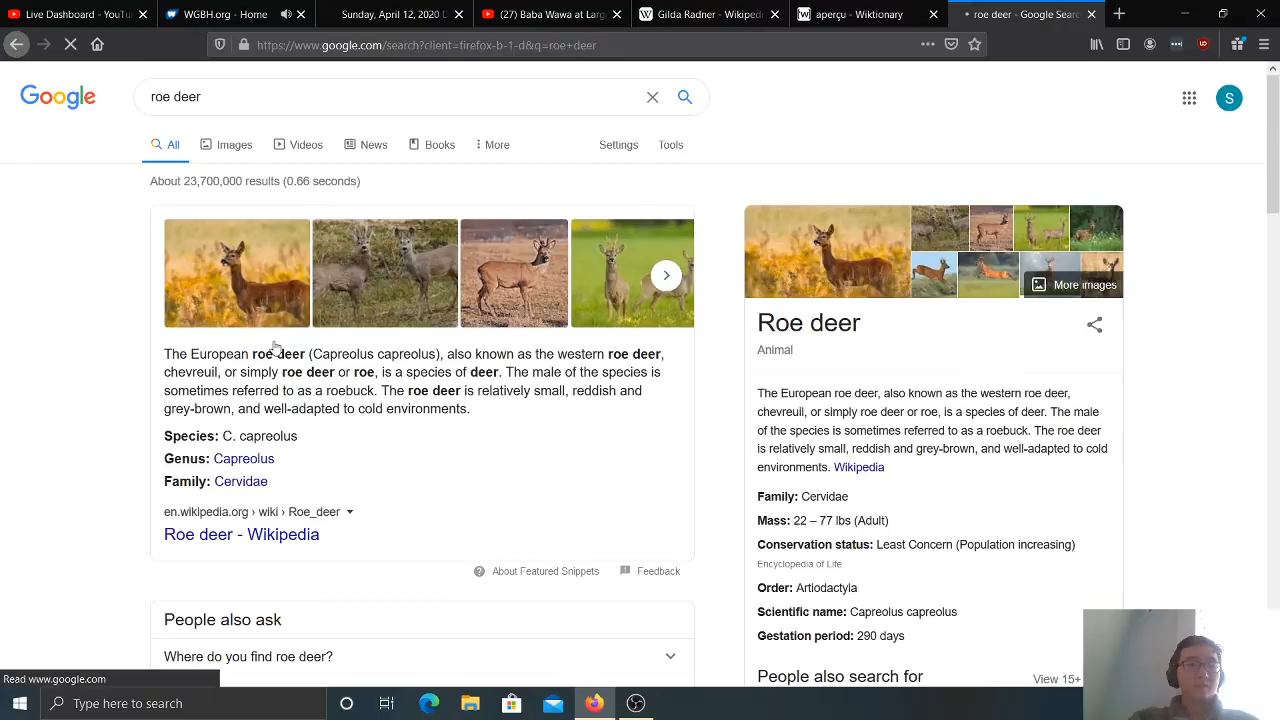 Live Dashboard - YouTube
WGBH.org - Home
Sunday, April 12, 2020 D
(27) Baba Wawa at Larg
Gilda Radner - Wikiped
aperçu - Wiktionary
roe deer - Google Sear
https://www.google.com/search?client=firefox-b-1-d&q=roe+deer
Google
roe deer
S
All
Images
Videos
News
Books
More
Settings
Tools
About 23,700,000 results (0.66 seconds)
The European roe deer (Capreolus capreolus), also known as the western roe deer,
chevreuil, or simply roe deer or roe, is a species of deer. The male of the species is
sometimes referred to as a roebuck. The roe deer is relatively small, reddish and
grey-brown, and well-adapted to cold environments.
Species: C. capreolus
Genus: Capreolus
Family: Cervidae
en.wikipedia.org › wiki › Roe_deer
Roe deer - Wikipedia
About Featured Snippets
Feedback
People also ask
Where do you find roe deer?
More images
Roe deer
Animal
The European roe deer, also known as the western roe deer,
chevreuil, or simply roe deer or roe, is a species of deer. The male
of the species is sometimes referred to as a roebuck. The roe deer
is relatively small, reddish and grey-brown, and well-adapted to cold
environments. Wikipedia
Family: Cervidae
Mass: 22 – 77 lbs (Adult)
Conservation status: Least Concern (Population increasing)
Encyclopedia of Life
Order: Artiodactyla
Scientific name: Capreolus capreolus
Gestation period: 290 days
People also search for
View 15+
Read www.google.com
Type here to search